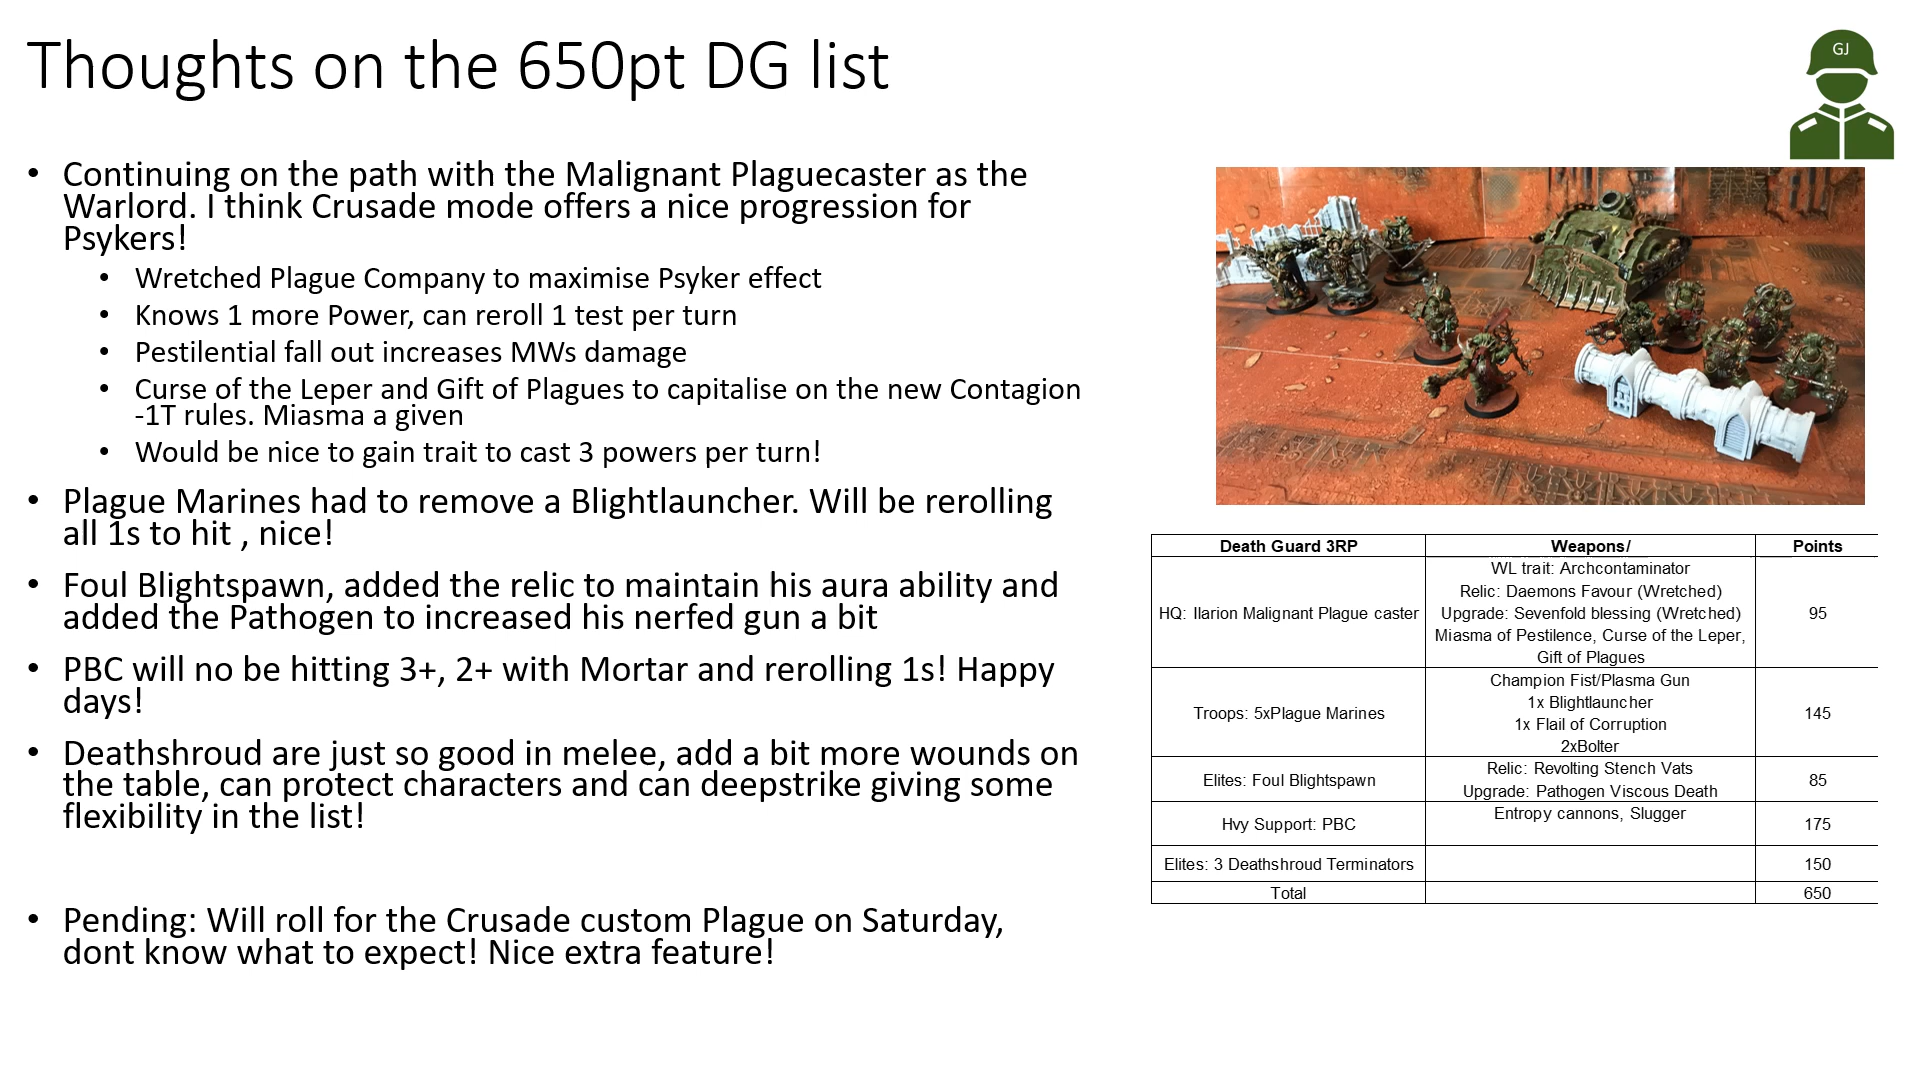 Thoughts on the 650pt DG list
GJ
• Continuing on the path with the Malignant Plaguecaster as the
Warlord. I think Crusade mode offers a nice progression for
Psykers!
• Wretched Plague Company to maximise Psyker effect
• Knows 1 more Power, can reroll 1 test per turn
• Pestilential fall out increases MWs damage
• Curse of the Leper and Gift of Plagues to capitalise on the new Contagion
-1T rules. Miasma a given
• Would be nice to gain trait to cast 3 powers per turn!
• Plague Marines had to remove a Blightlauncher. Will be rerolling
all 1s to hit , nice!
• Foul Blightspawn, added the relic to maintain his aura ability and
added the Pathogen to increased his nerfed gun a bit
• PBC will no be hitting 3+, 2+ with Mortar and rerolling 1s! Happy
days!
• Deathshroud are just so good in melee, add a bit more wounds on
the table, can protect characters and can deepstrike giving some
flexibility in the list!
• Pending: Will roll for the Crusade custom Plague on Saturday,
dont know what to expect! Nice extra feature!
Death Guard 3RP Weapons/ Points
HQ: Ilarion Malignant Plague caster
WL trait: Archcontaminator
Relic: Daemons Favour (Wretched)
Upgrade: Sevenfold blessing (Wretched)
Miasma of Pestilence, Curse of the Leper,
Gift of Plagues
95
Troops: 5xPlague Marines
Champion Fist/Plasma Gun
1x Blightlauncher
1x Flail of Corruption
2xBolter
145
Elites: Foul Blightspawn
Relic: Revolting Stench Vats
Upgrade: Pathogen Viscous Death
85
Hvy Support: PBC
Entropy cannons, Slugger
175
Elites: 3 Deathshroud Terminators 150
Total 650